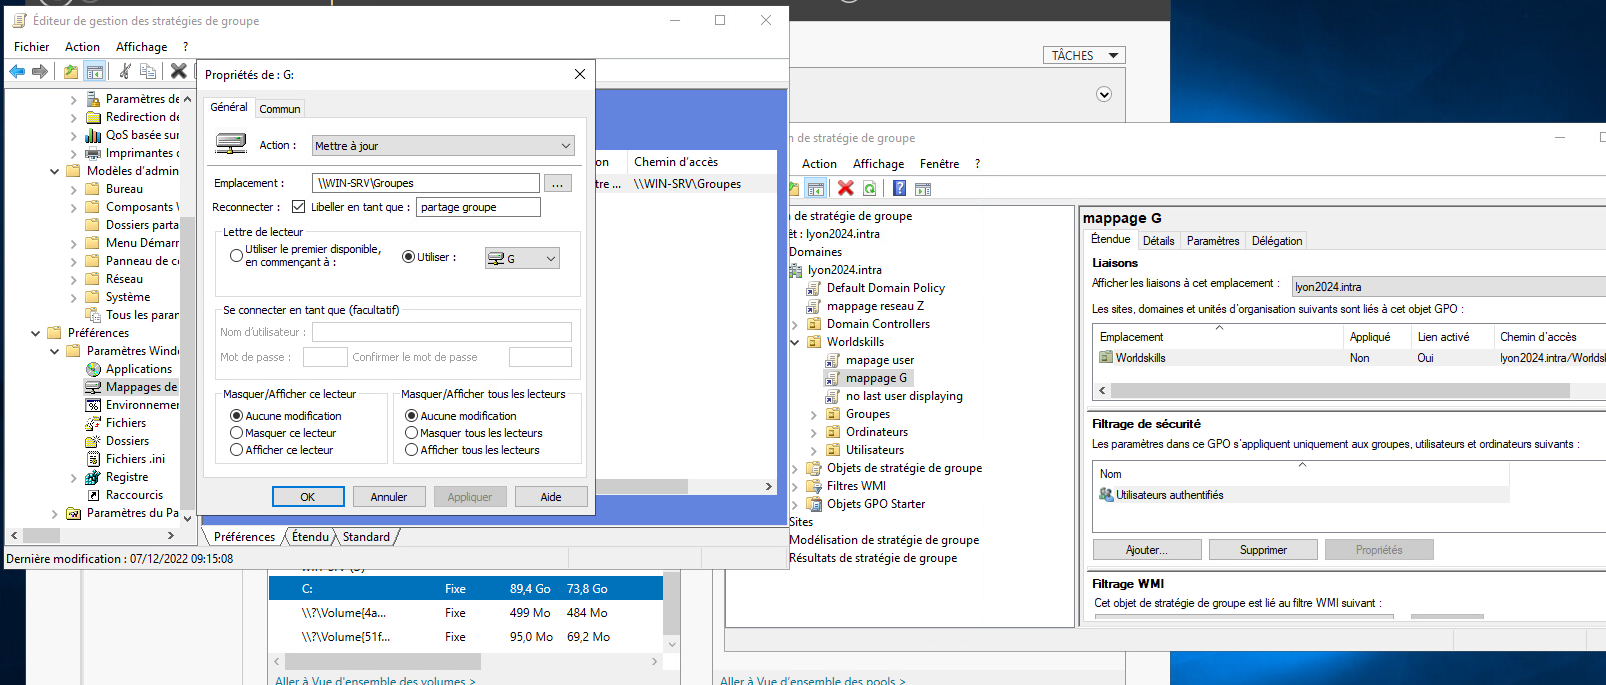 Éditeur de gestion des stratégies de groupe
Fichier Action Affichage ?
Paramètres de
Redirection de
QoS basée sur
Imprimantes
Modèles d'admin
Bureau
Composants
Dossiers parta
Menu Démarr
Panneau de c
Réseau
Système
Tous les paran
Préférences
Paramètres Windo
Applications
Mappages de
Environnemen
Fichiers
Dossiers
Fichiers .ini
Registre
Raccourcis
Paramètres du Pa
Dernière modification : 07/12/2022 09:15:08
Propriétés de : G:
Général Commun
Action : Mettre à jour
Emplacement : \\WIN-SRV\Groupes ...
Reconnecter : Libeller en tant que : partage groupe
Lettre de lecteur
Utiliser le premier disponible,
en commençant à :
Utiliser : G
Se connecter en tant que (facultatif)
Nom d'utilisateur :
Mot de passe : Confirmer le mot de passe
Masquer/Afficher ce lecteur
Aucune modification
Masquer ce lecteur
Afficher ce lecteur
Masquer/Afficher tous les lecteurs
Aucune modification
Masquer tous les lecteurs
Afficher tous les lecteurs
OK Annuler Appliquer Aide
on Chemin d'accès
tre ... \\WIN-SRV\Groupes
Préférences Étendu Standard
TÂCHES
n de stratégie de groupe
Action Affichage Fenêtre ?
n de stratégie de groupe
êt : lyon2024.intra
Domaines
lyon2024.intra
Default Domain Policy
mappage reseau Z
Domain Controllers
Worldskills
mapage user
mappage G
no last user displaying
Groupes
Ordinateurs
Utilisateurs
Objets de stratégie de groupe
Filtres WMI
Objets GPO Starter
Sites
Modélisation de stratégie de groupe
Résultats de stratégie de groupe
mappage G
Étendue Détails Paramètres Délégation
Liaisons
Afficher les liaisons à cet emplacement : lyon2024.intra
Les sites, domaines et unités d'organisation suivants sont liés à cet objet GPO :
Emplacement Appliqué Lien activé Chemin d'accès
Worldskills Non Oui lyon2024.intra/Worldsk
Filtrage de sécurité
Les paramètres dans ce GPO s'appliquent uniquement aux groupes, utilisateurs et ordinateurs suivants :
Nom
Utilisateurs authentifiés
Ajouter... Supprimer Propriétés
Filtrage WMI
Cet objet de stratégie de groupe est lié au filtre WMI suivant :
C: Fixe 89,4 Go 73,8 Go
\\?\Volume{4a... Fixe 499 Mo 484 Mo
\\?\Volume{51f... Fixe 95,0 Mo 69,2 Mo
Aller à Vue d'ensemble des volumes >
Aller à Vue d'ensemble des pools >